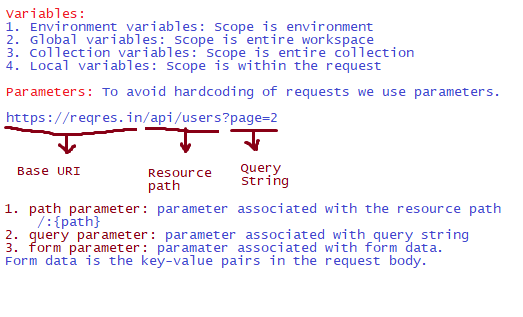 Variables:
1. Environment variables: Scope is environment
2. Global variables: Scope is entire workspace
3. Collection variables: Scope is entire collection
4. Local variables: Scope is within the request
Parameters: To avoid hardcoding of requests we use parameters.
https://reqres.in/api/users?page=2
Base URI
Resource path
Query String
1. path parameter: parameter associated with the resource path
/:{path}
2. query parameter: parameter associated with query string
3. form parameter: paramater associated with form data.
Form data is the key-value pairs in the request body.